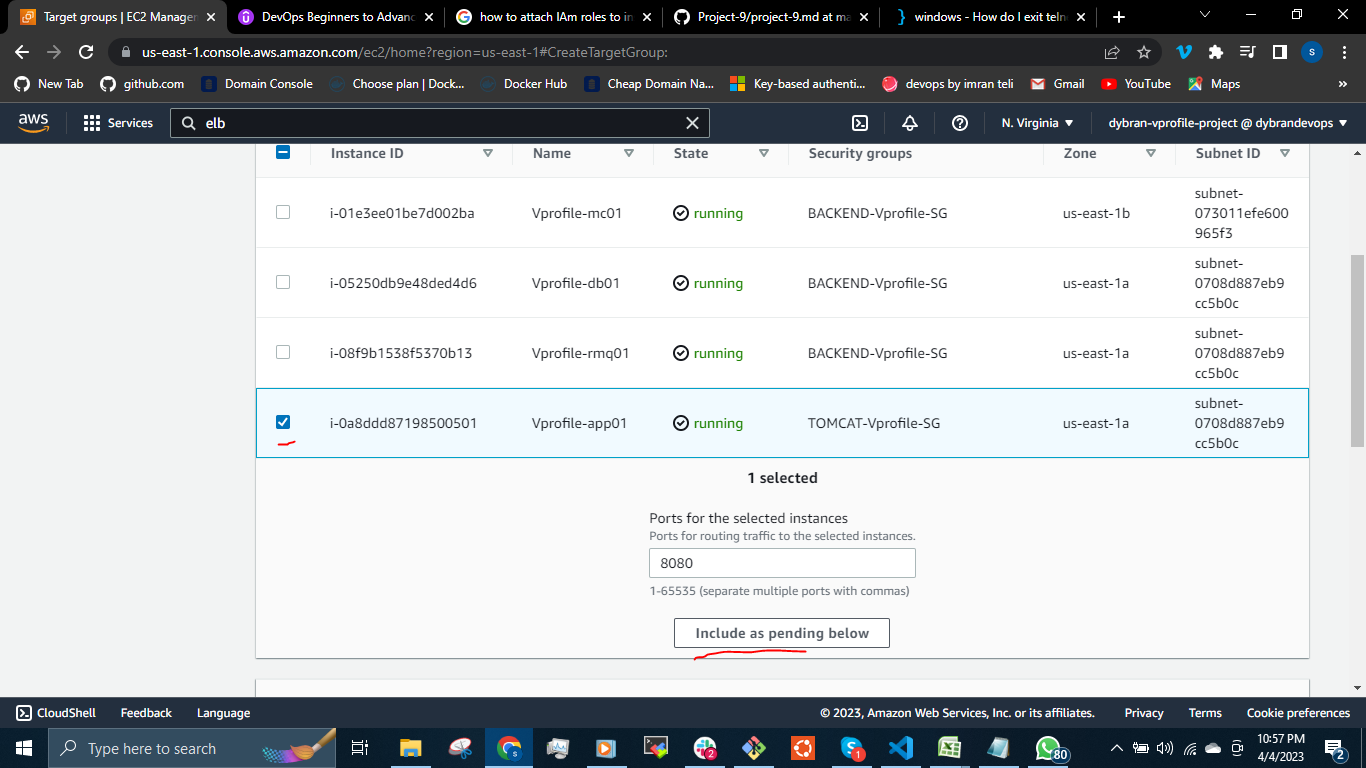 Target groups | EC2 Manager
DevOps Beginners to Advanc
how to attach IAm roles to in
Project-9/project-9.md at ma
windows - How do I exit teln
us-east-1.console.aws.amazon.com/ec2/home?region=us-east-1#CreateTargetGroup:
s
New Tab
github.com
Domain Console
Choose plan | Dock...
Docker Hub
Cheap Domain Na...
Key-based authenti...
devops by imran teli
Gmail
YouTube
Maps
»
aws
Services
elb
N. Virginia
dybran-vprofile-project @ dybrandevops
Instance ID
Name
State
Security groups
Zone
Subnet ID
i-01e3ee01be7d002ba
Vprofile-mc01
running
BACKEND-Vprofile-SG
us-east-1b
subnet-
073011efe600
965f3
i-05250db9e48ded4d6
Vprofile-db01
running
BACKEND-Vprofile-SG
us-east-1a
subnet-
0708d887eb9
cc5b0c
i-08f9b1538f5370b13
Vprofile-rmq01
running
BACKEND-Vprofile-SG
us-east-1a
subnet-
0708d887eb9
cc5b0c
i-0a8ddd87198500501
Vprofile-app01
running
TOMCAT-Vprofile-SG
us-east-1a
subnet-
0708d887eb9
cc5b0c
1 selected
Ports for the selected instances
Ports for routing traffic to the selected instances.
8080
1-65535 (separate multiple ports with commas)
Include as pending below
CloudShell
Feedback
Language
© 2023, Amazon Web Services, Inc. or its affiliates.
Privacy
Terms
Cookie preferences
Type here to search
2
1
80
10:57 PM
4/4/2023
2